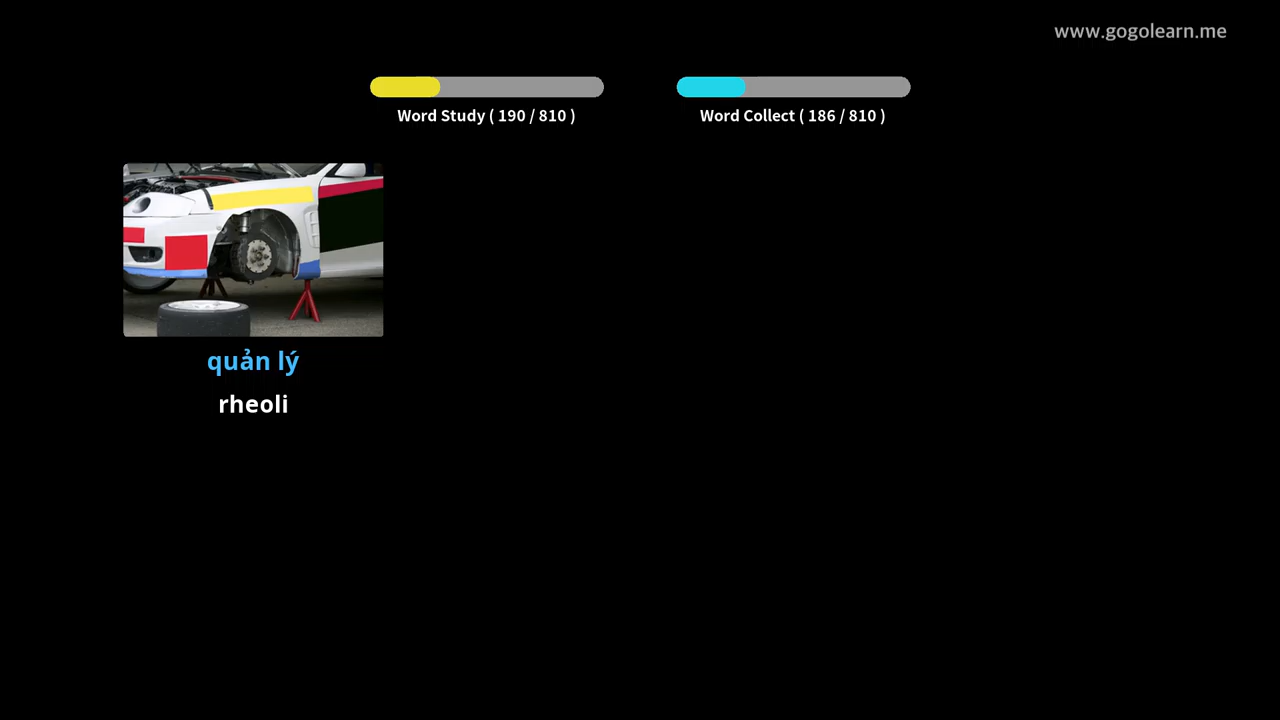 www.gogolearn.me
Word Study ( 190 / 810 )
Word Collect ( 186 / 810 )
quản lý
rheoli